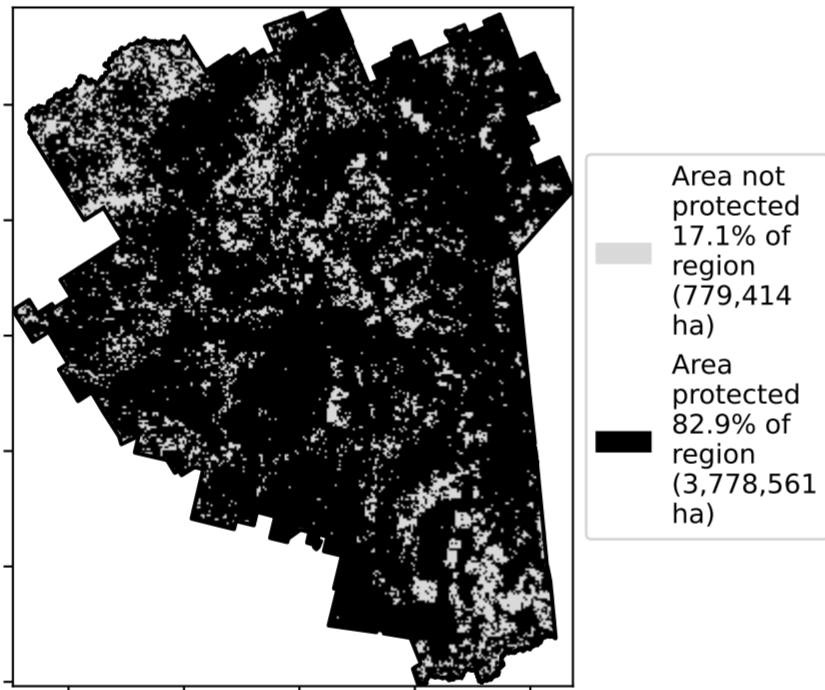 Area not
protected
17.1% of
region
(779,414
ha)
Area
protected
82.9% of
region
(3,778,561
ha)